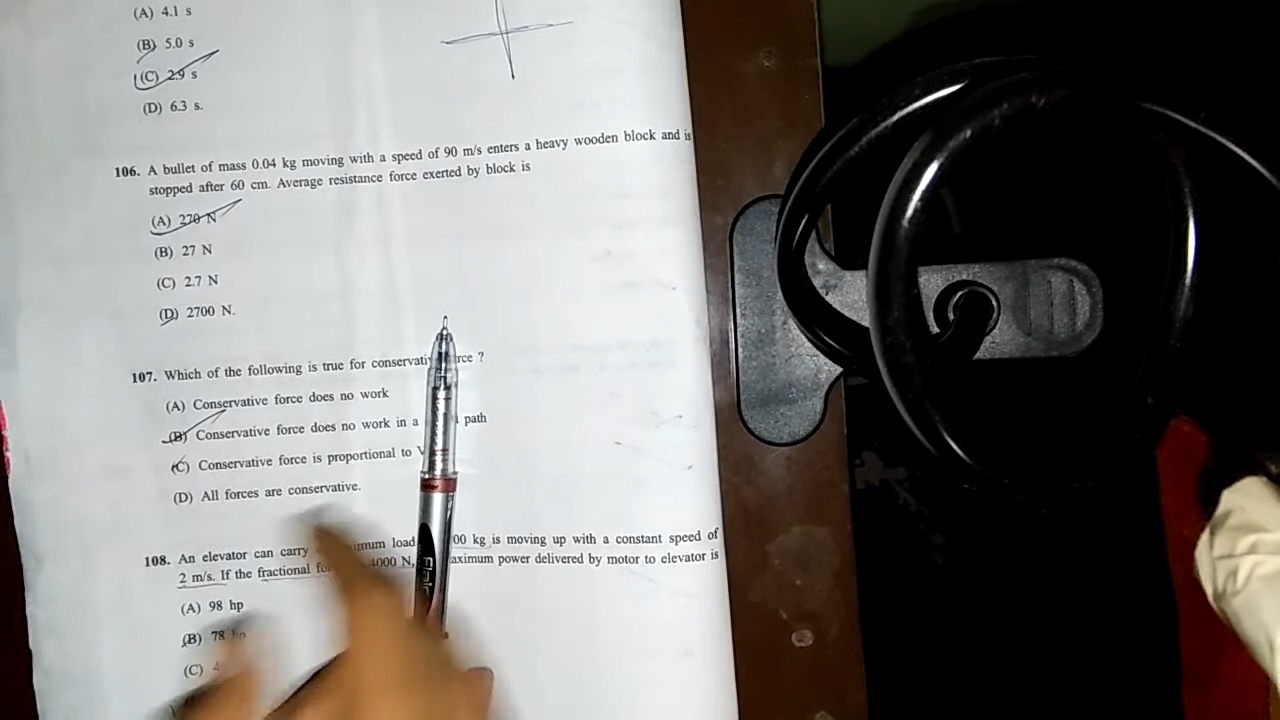 (A) 4.1 s
(B) 5.0 s
(C) 2.9 s
(D) 6.3 s.
106. A bullet of mass 0.04 kg moving with a speed of 90 m/s enters a heavy wooden block and is
stopped after 60 cm. Average resistance force exerted by block is
(A) 270 N
(B) 27 N
(C) 2.7 N
(D) 2700 N.
107. Which of the following is true for conservati rce ?
(A) Conservative force does no work
(B) Conservative force does no work in a path
(C) Conservative force is proportional to
(D) All forces are conservative.
108. An elevator can carry imum load 00 kg is moving up with a constant speed of
2 m/s. If the fractional fo 4000 N, aximum power delivered by motor to elevator is
(A) 98 hp
(B) 78
(C) 4